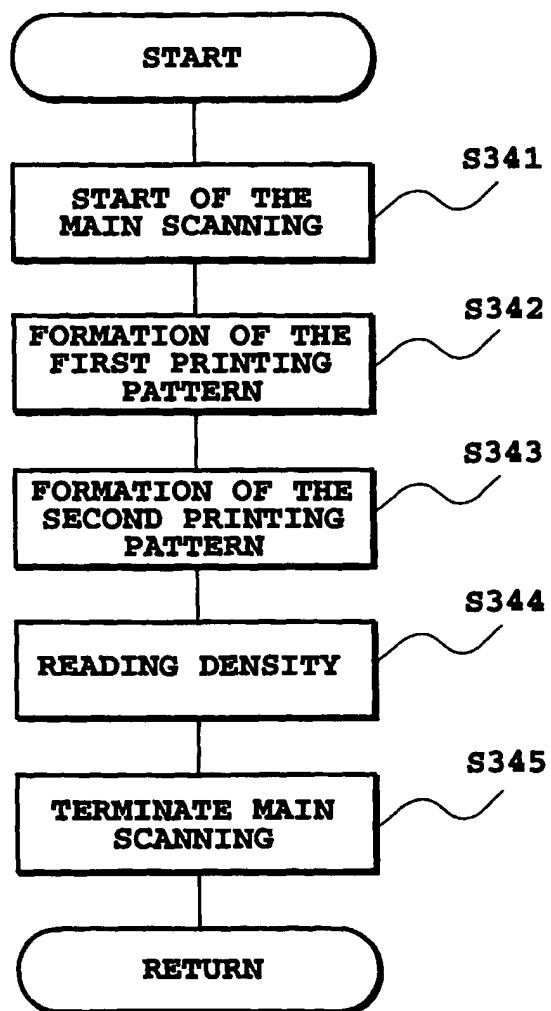 START
S341
START OF THE
MAIN SCANNING
S342
FORMATION OF THE
FIRST PRINTING
PATTERN
S343
FORMATION OF THE
SECOND PRINTING
PATTERN
S344
READING DENSITY
S345
TERMINATE MAIN
SCANNING
RETURN